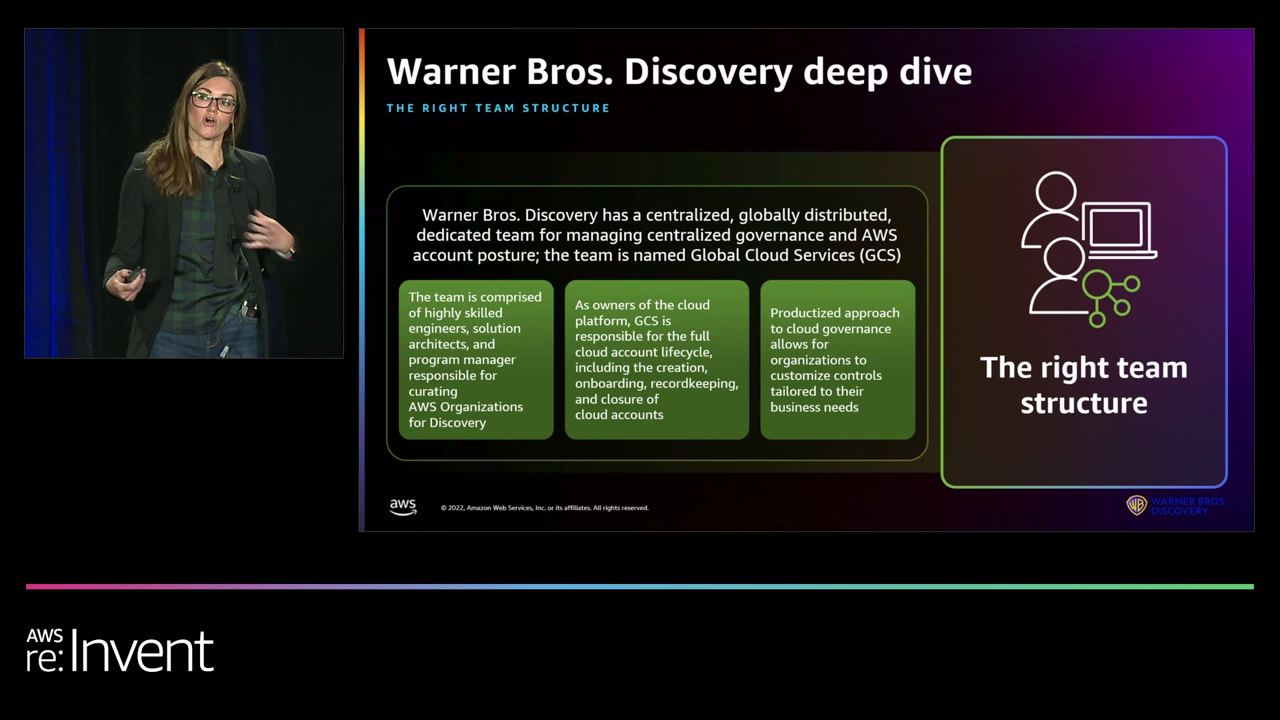 Warner Bros. Discovery deep dive
THE RIGHT TEAM STRUCTURE
Warner Bros. Discovery has a centralized, globally distributed,
dedicated team for managing centralized governance and AWS
account posture; the team is named Global Cloud Services (GCS)
The team is comprised
of highly skilled
engineers, solution
architects, and
program manager
responsible for
curating
AWS Organizations
for Discovery
As owners of the cloud
platform, GCS is
responsible for the full
cloud account lifecycle,
including the creation,
onboarding, recordkeeping,
and closure of
cloud accounts
Productized approach
to cloud governance
allows for
organizations to
customize controls
tailored to their
business needs
The right team
structure
aws
© 2022, Amazon Web Services, Inc. or its affiliates. All rights reserved.
WB
WARNER BROS.
DISCOVERY
AWS
re:Invent